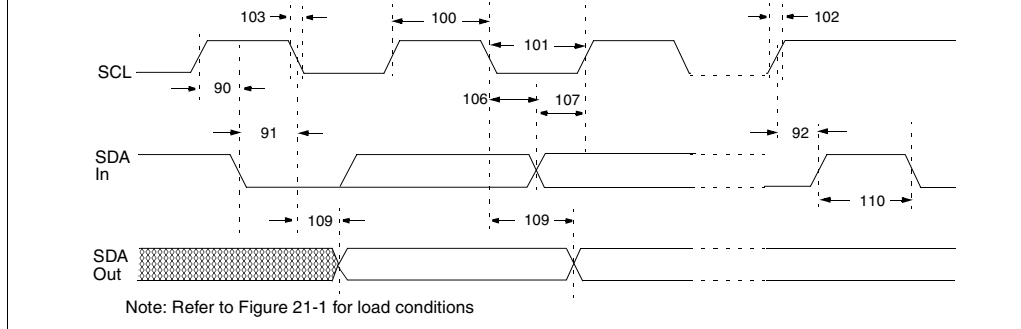 103
100
102
101
SCL
90
106
107
91
92
SDA
In
110
109
109
SDA
Out
Note: Refer to Figure 21-1 for load conditions